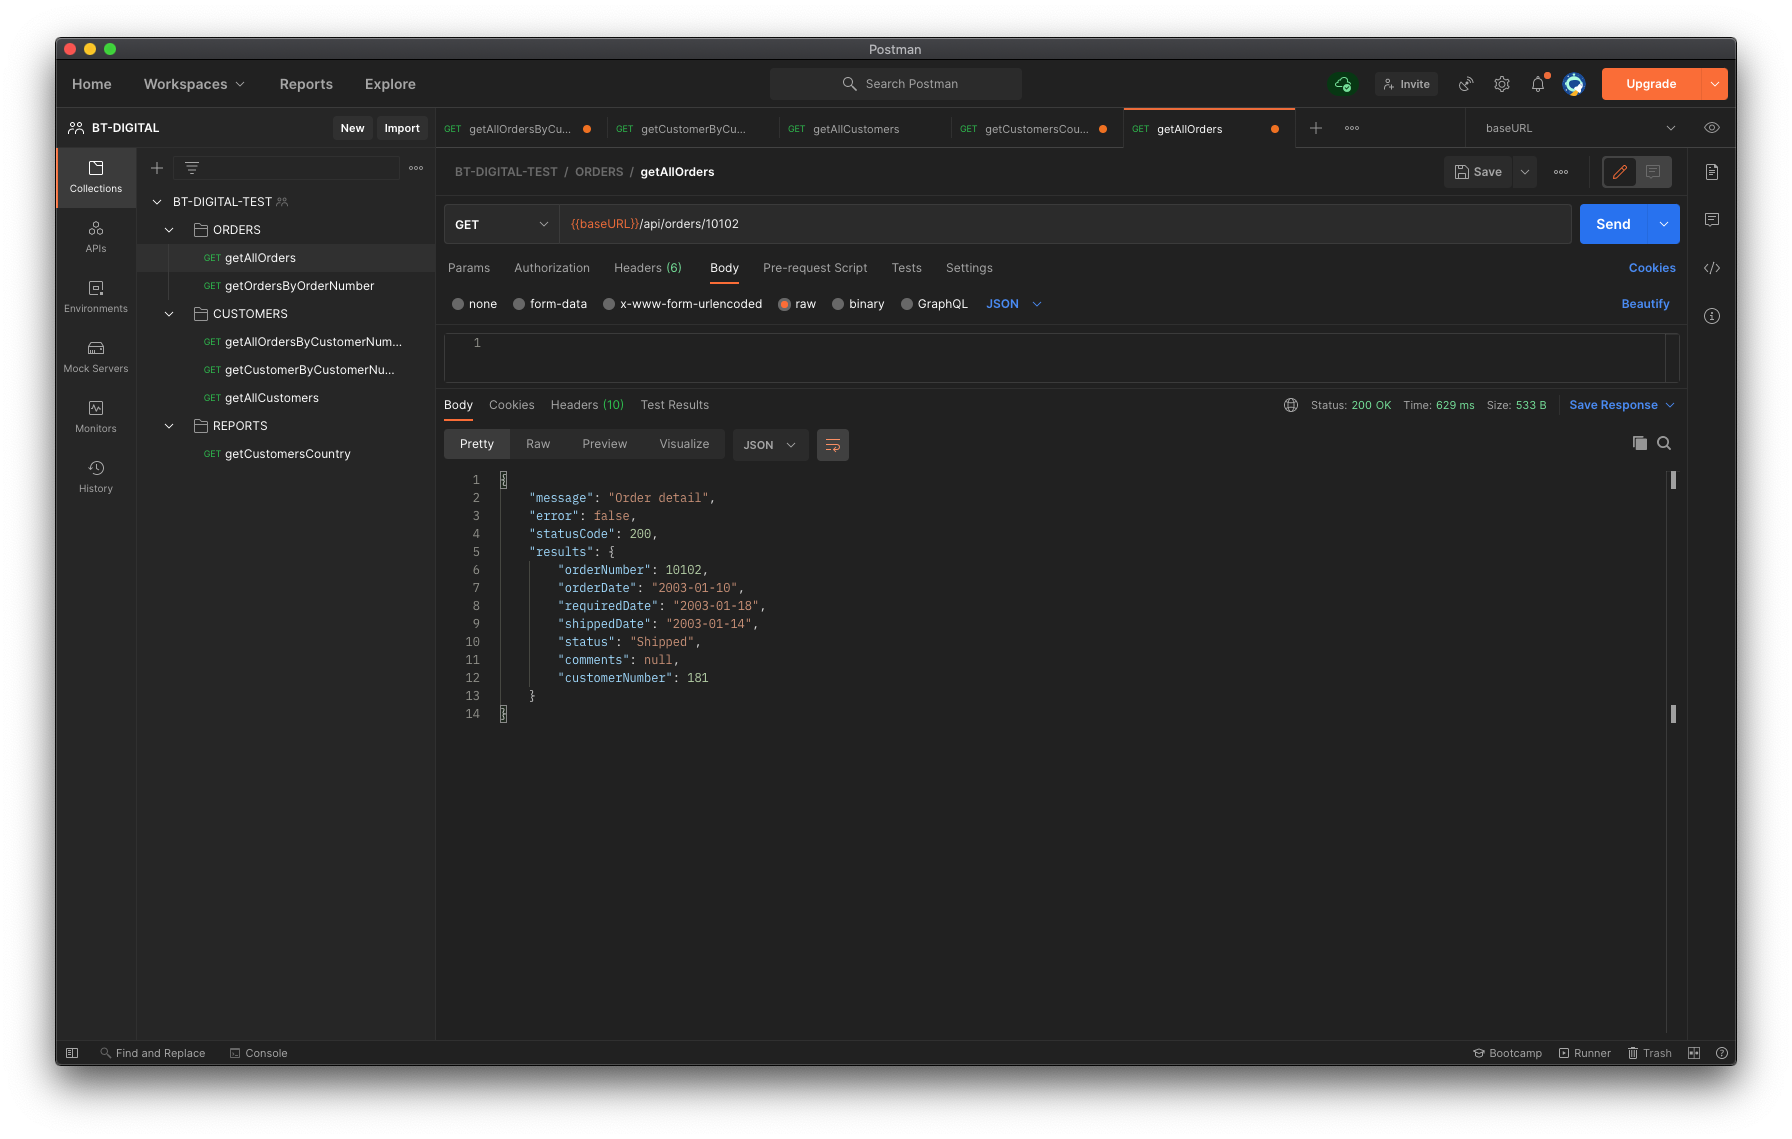 Postman
Home Workspaces Reports Explore Search Postman Invite Upgrade
BT-DIGITAL New Import
GET getAllOrdersByCu... GET getCustomerByCu... GET getAllCustomers GET getCustomersCou... GET getAllOrders baseURL
Collections
APIs
Environments
Mock Servers
Monitors
History
BT-DIGITAL-TEST
ORDERS
GET getAllOrders
GET getOrdersByOrderNumber
CUSTOMERS
GET getAllOrdersByCustomerNum...
GET getCustomerByCustomerNu...
GET getAllCustomers
REPORTS
GET getCustomersCountry
BT-DIGITAL-TEST / ORDERS / getAllOrders Save
GET {{baseURL}}/api/orders/10102 Send
Params Authorization Headers (6) Body Pre-request Script Tests Settings Cookies
none form-data x-www-form-urlencoded raw binary GraphQL JSON Beautify
1
Body Cookies Headers (10) Test Results Status: 200 OK Time: 629 ms Size: 533 B Save Response
Pretty Raw Preview Visualize JSON
1 {
2 "message": "Order detail",
3 "error": false,
4 "statusCode": 200,
5 "results": {
6 "orderNumber": 10102,
7 "orderDate": "2003-01-10",
8 "requiredDate": "2003-01-18",
9 "shippedDate": "2003-01-14",
10 "status": "Shipped",
11 "comments": null,
12 "customerNumber": 181
13 }
14 }
Find and Replace Console Bootcamp Runner Trash